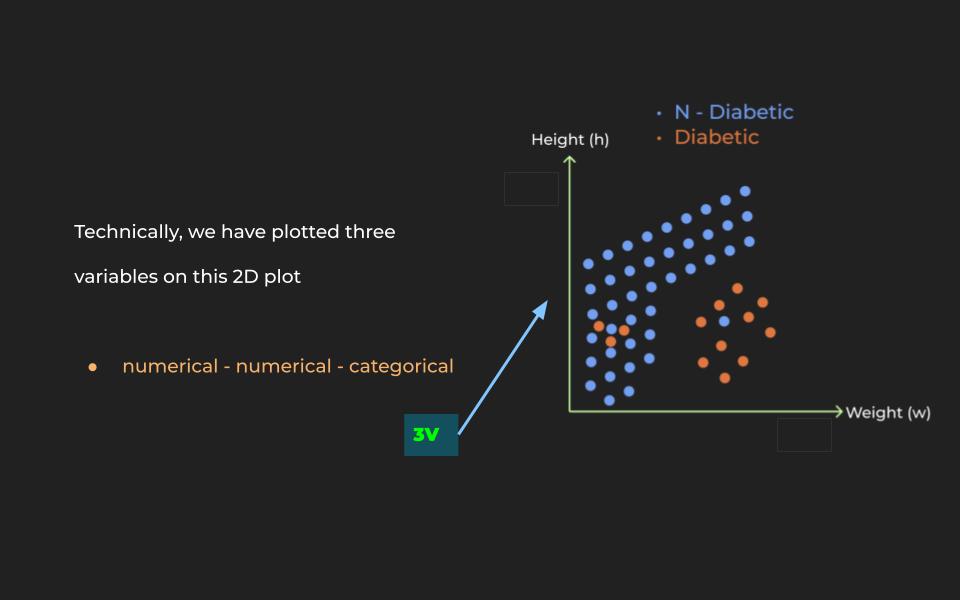 N - Diabetic
Diabetic
Height (h)
Technically, we have plotted three
variables on this 2D plot
numerical - numerical - categorical
Weight (w)
3V